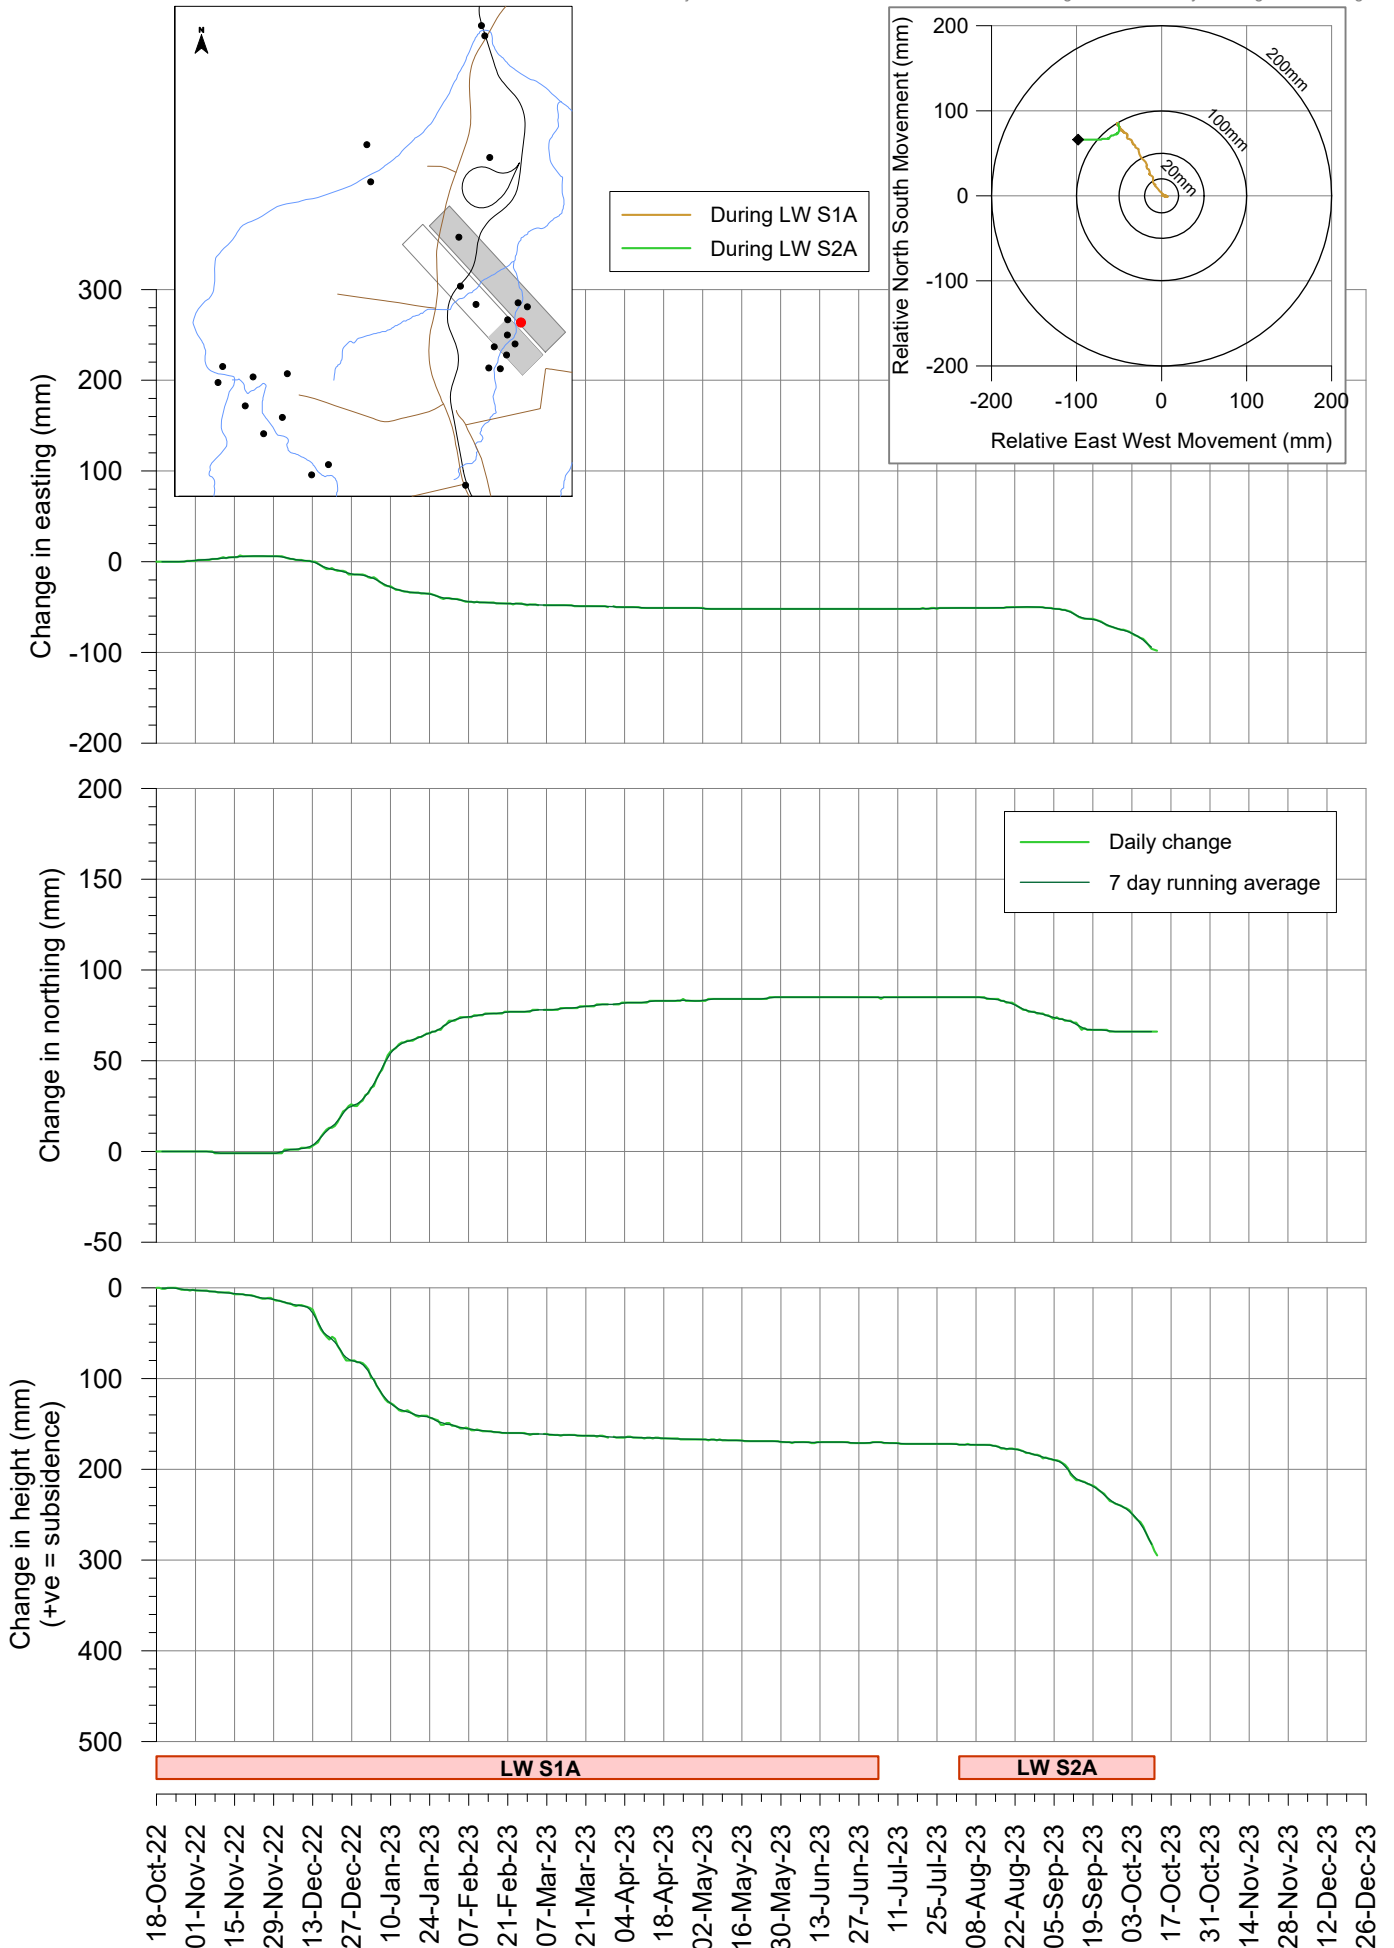 N
During LW S1A
During LW S2A
Relative North South Movement (mm)
200
100
0
-100
-200
200mm
100mm
20mm
-200 -100 0 100 200
Relative East West Movement (mm)
Change in easting (mm)
300
200
100
0
-100
-200
Change in northing (mm)
200
150
100
50
0
-50
Daily change
7 day running average
Change in height (mm)
(+ve = subsidence)
0
100
200
300
400
500
LW S1A
LW S2A
18-Oct-22
01-Nov-22
15-Nov-22
29-Nov-22
13-Dec-22
27-Dec-22
10-Jan-23
24-Jan-23
07-Feb-23
21-Feb-23
07-Mar-23
21-Mar-23
04-Apr-23
18-Apr-23
02-May-23
16-May-23
30-May-23
13-Jun-23
27-Jun-23
11-Jul-23
25-Jul-23
08-Aug-23
22-Aug-23
05-Sep-23
19-Sep-23
03-Oct-23
17-Oct-23
31-Oct-23
14-Nov-23
28-Nov-23
12-Dec-23
26-Dec-23